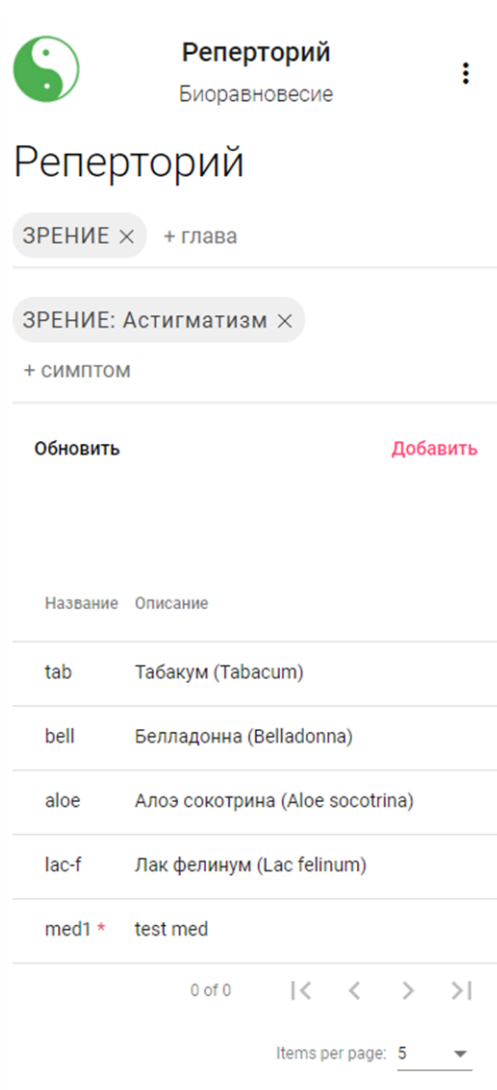 Реперторий
Биоравновесие
Реперторий
ЗРЕНИЕ × + глава
ЗРЕНИЕ: Астигматизм ×
+ симптом
Обновить Добавить
Название Описание
tab Табакум (Tabacum)
bell Белладонна (Belladonna)
aloe Алоэ сокотрина (Aloe socotrina)
lac-f Лак фелинум (Lac felinum)
med1 * test med
0 of 0
Items per page: 5